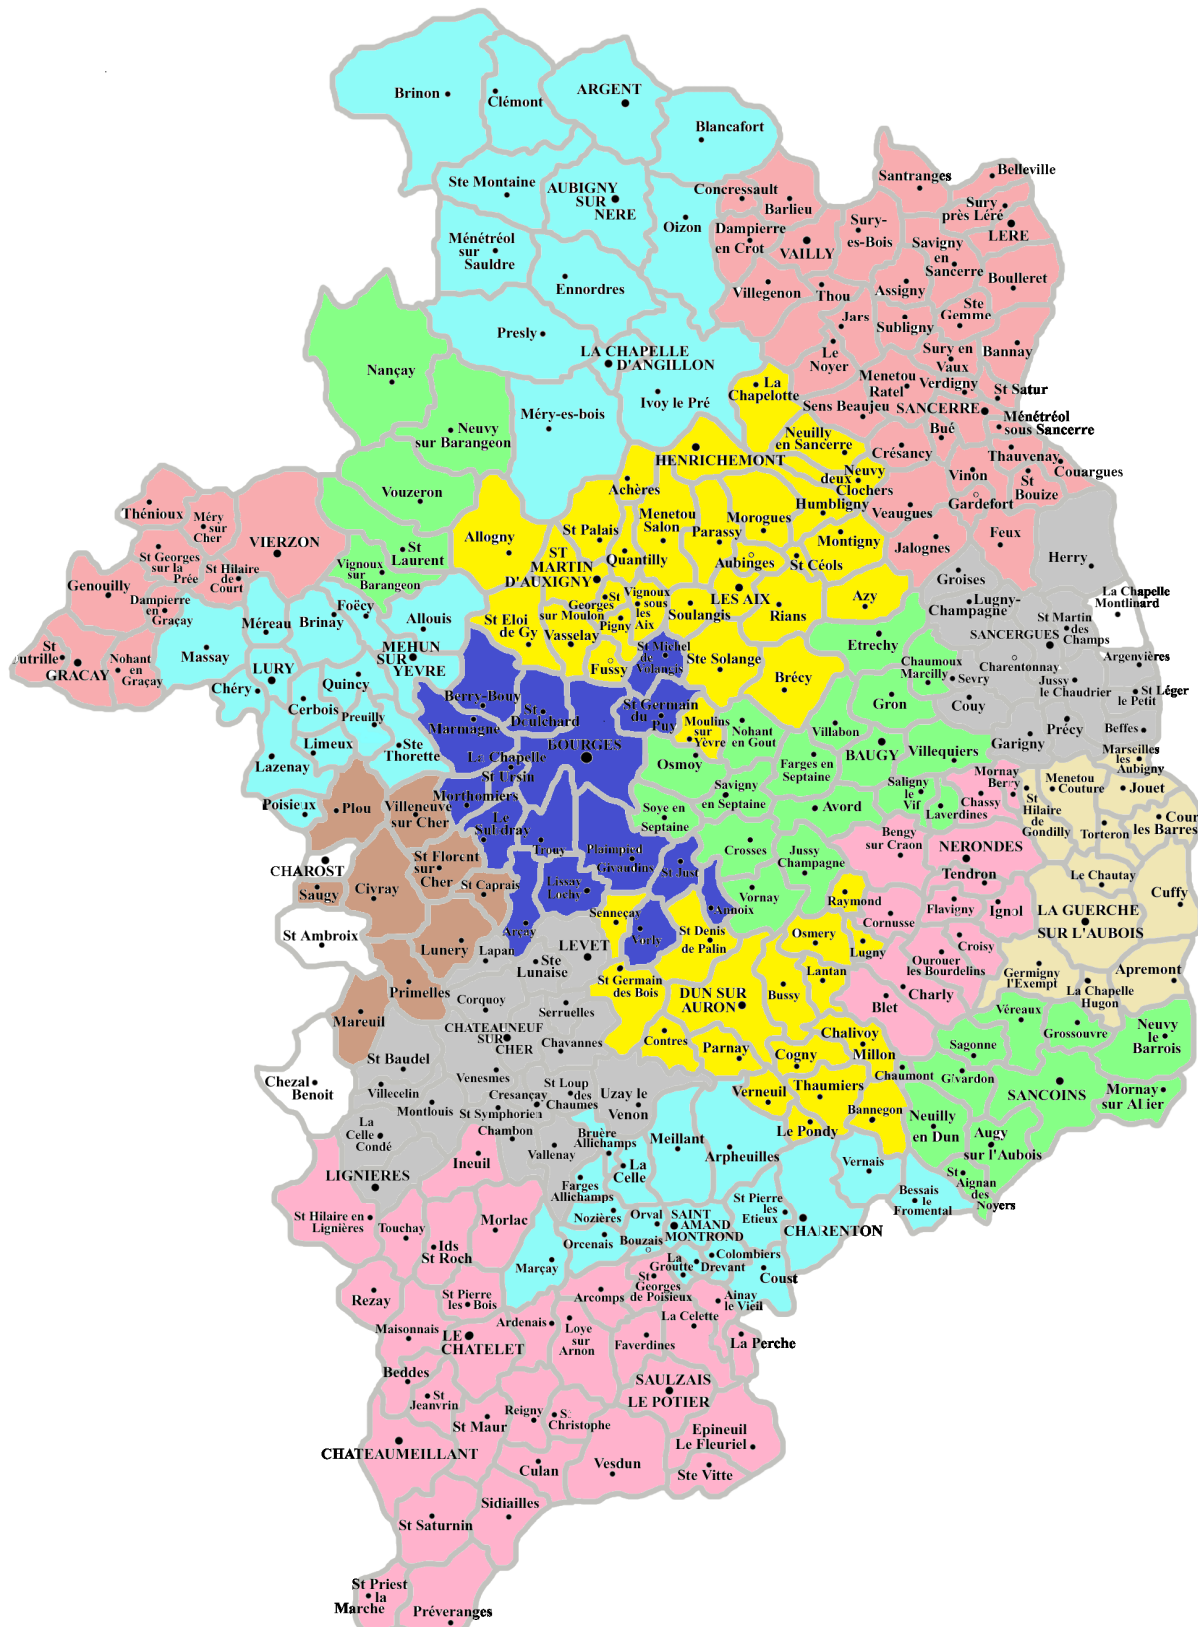 Brinon
Clémont
ARGENT
Blancafort
Ste Montaine
AUBIGNY
SUR
NERE
Oizon
Concressault
Barlieu
Santranges
Belleville
Sury
près Léré
LERE
Dampierre
en Crot
VAILLY
Sury-
es-Bois
Savigny
en
Sancerre
Ménétréol
sur
Sauldre
Ennordres
Villegenon
Thou
Assigny
Boulleret
Ste
Gemme
Jars
Subligny
Presly
LA CHAPELLE
D'ANGILLON
Le
Noyer
Sury en
Vaux
Bannay
Nançay
Ivoy le Pré
La
Chapelotte
Menetou
Ratel
Verdigny
St Satur
Méry-es-bois
Sens Beaujeu
SANCERRE
Ménétréol
sous Sancerre
Neuvy
sur Barangeon
Neuilly
en Sancerre
Bué
Crésancy
Thauvenay
Couargues
HENRICHEMONT
Neuvy
deux
Clochers
Vinon
St
Bouize
Vouzeron
Achères
Humbligny
Veaugues
Gardefort
Thénioux
Méry
sur
Cher
VIERZON
Allogny
St Palais
Menetou
Salon
Parassy
Morogues
Montigny
Jalognes
Feux
St Georges
sur la
Prée
St Hilaire
de
Court
St
Laurent
Vignoux
sur
Barangeon
ST
MARTIN
D'AUXIGNY
Quantilly
Aubinges
St Céols
Herry
Genouilly
Groises
La Chapelle
Montlinard
Dampierre
en
Graçay
Foëcy
Méreau
Brinay
Allouis
St
Georges
sur Moulon
Pigny
Vignoux
sous
les
Aix
Soulangis
LES AIX
Rians
Azy
Lugny-
Champagne
St Martin
des
Champs
SANCERGUES
St Eloi
de Gy
Vasselay
GRACAY
Nohant
en
Graçay
Massay
LURY
MEHUN
SUR
YEVRE
Fussy
St Michel
de
Volangis
Ste Solange
Etrechy
Charentonnay
Argenvières
Chaumoux
Marcilly
Sevry
Jussy
le Chaudrier
St Léger
le Petit
Chéry
Quincy
Cerbois
Preuilly
Berry-Bouy
Marmagne
St
Doulchard
St Germain
du
Puy
Brécy
Gron
Couy
Limeux
Ste
Thorette
BOURGES
Moulins
sur
Yèvre
Nohant
en Gout
Villabon
BAUGY
Villequiers
Garigny
Précy
Beffes
Lazenay
La Chapelle
St Ursin
Osmoy
Farges en
Septaine
Marseilles
les
Aubigny
Poisieux
Plou
Villeneuve
sur Cher
Morthomiers
Le
Subdray
Savigny
en Septaine
Soye en
Septaine
Avord
Saligny
le
Vif
Laverdines
Mornay
Berry
Chassy
Menetou
Couture
Jouet
St
Hilaire
de
Gondilly
Torteron
Cour
les Barres
CHAROST
Saugy
St Florent
sur
Cher
Trouy
Plaimpied
Givaudins
St Just
Crosses
Jussy
Champagne
Bengy
sur Craon
NERONDES
Tendron
Le Chautay
Cuffy
Civray
St Caprais
Lissay
Lochy
Annoix
Vornay
Raymond
Cornusse
Flavigny
Ignol
LA GUERCHE
SUR L'AUBOIS
St Ambroix
Lunery
Lapan
Arçay
Senneçay
Vorly
St Denis
de Palin
Osmery
Lugny
Croisy
Ourouer
les Bourdelins
LEVET
Ste
Lunaise
St Germain
des Bois
Lantan
Germigny
l'Exempt
La Chapelle
Hugon
Apremont
Primelles
Mareuil
Corquoy
Serruelles
DUN SUR
AURON
Bussy
Blet
Charly
CHATEAUNEUF
SUR
CHER
Chavannes
Contres
Parnay
Cogny
Chalivoy
Millon
Véreaux
Grossouvre
Neuvy
le
Barrois
St Baudel
Sagonne
Givardon
SANCOINS
Mornay
sur Allier
Chezal
Benoit
Villecelin
Montlouis
Venesmes
Cresançay
St Symphorien
St Loup
des
Chaumes
Uzay le
Venon
Verneuil
Thaumiers
Chaumont
Bannegon
Neuilly
en Dun
Augy
sur l'Aubois
La
Celle
Condé
Chambon
Vallenay
Bruère
Allichamps
Meillant
Arpheuilles
Le Pondy
LIGNIERES
Ineuil
Farges
Allichamps
La
Celle
Vernais
Bessais
le
Fromental
St
Aignan
des
Noyers
St Hilaire en
Lignières
Touchay
Morlac
Nozières
Orval
SAINT
AMAND
MONTROND
St Pierre
les
Etieux
CHARENTON
Ids
St Roch
Marçay
Orcenais
Bouzais
La
Groutte
Colombiers
Drevant
Coust
Rezay
St Pierre
les Bois
Arcomps
St
Georges
de Poisieux
Ainay
le Vieil
Maisonnais
LE
CHATELET
Ardenais
Loye
sur
Arnon
Faverdines
La Celette
La Perche
Beddes
St
Jeanvrin
SAULZAIS
LE POTIER
St Maur
Reigny
Christophe
Epineuil
Le Fleuriel
CHATEAUMEILLANT
Culan
Vesdun
Ste Vitte
Sidiailles
St Saturnin
St Priest
la
Marche
Préveranges